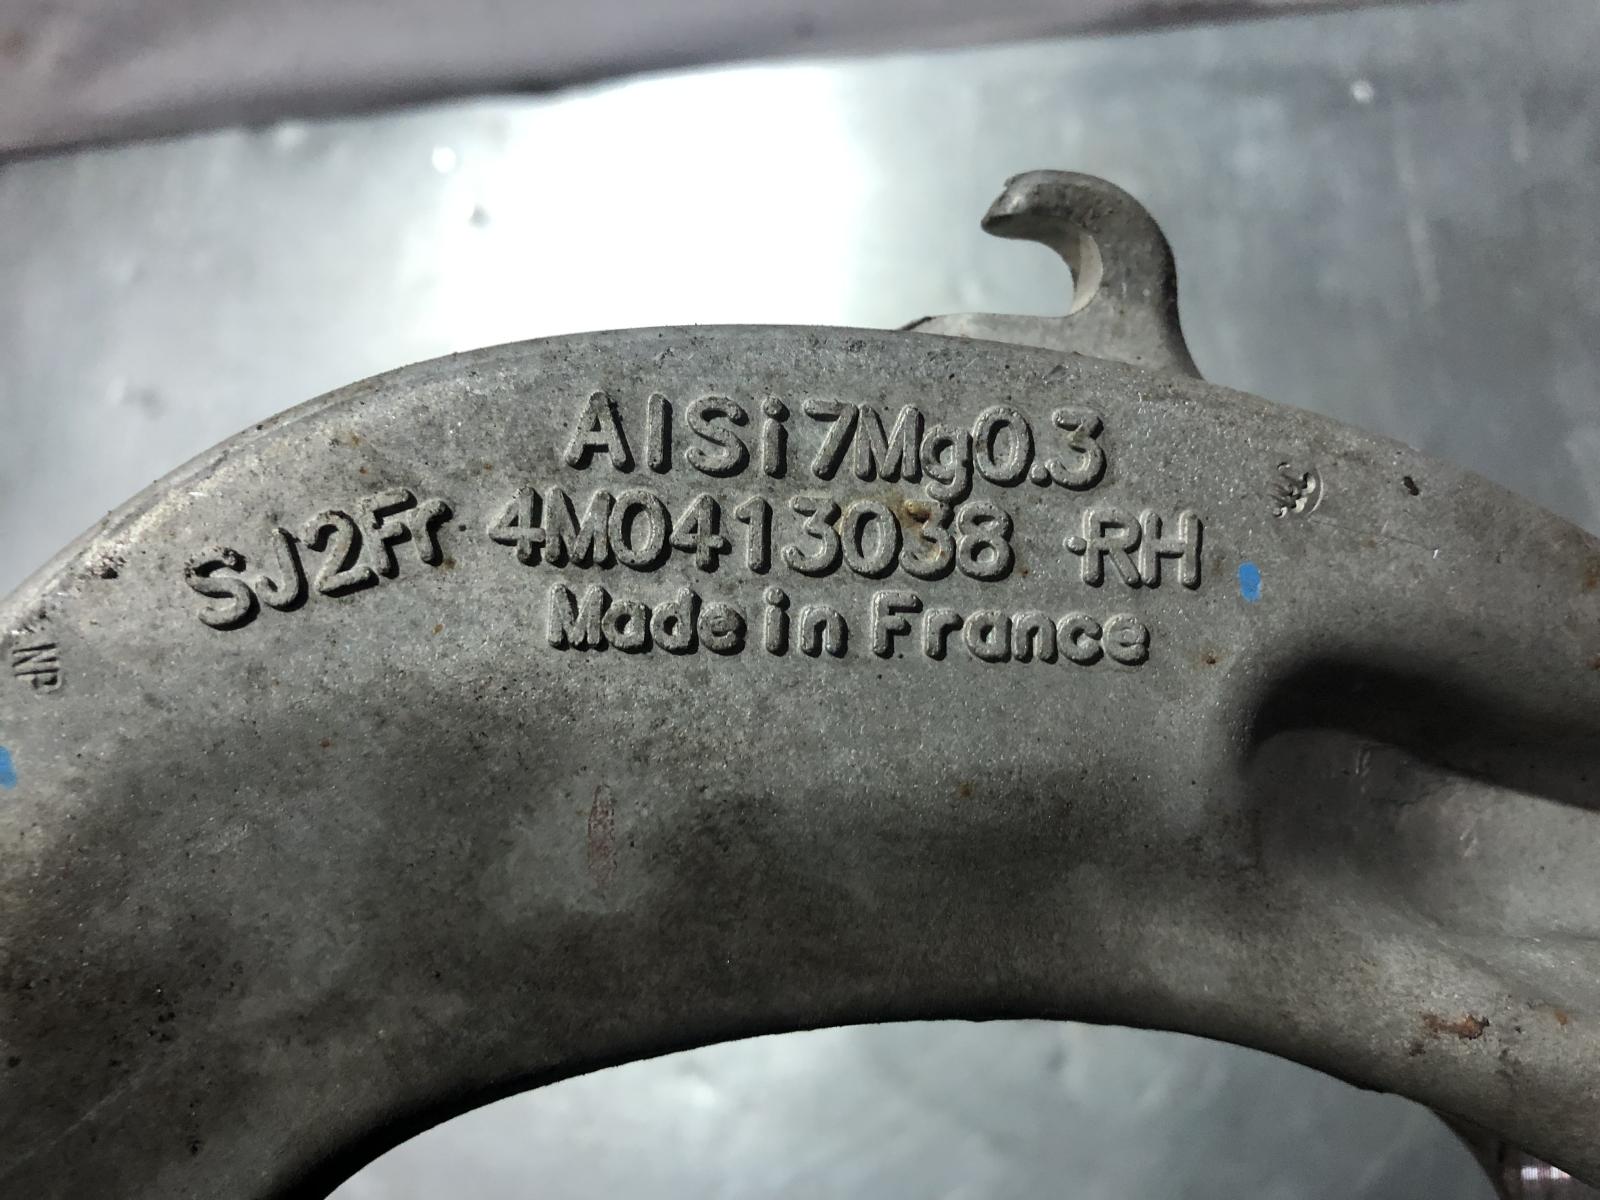 AlSi7Mg0.3
SJ2Fr 4M0413038 RH
Made in France